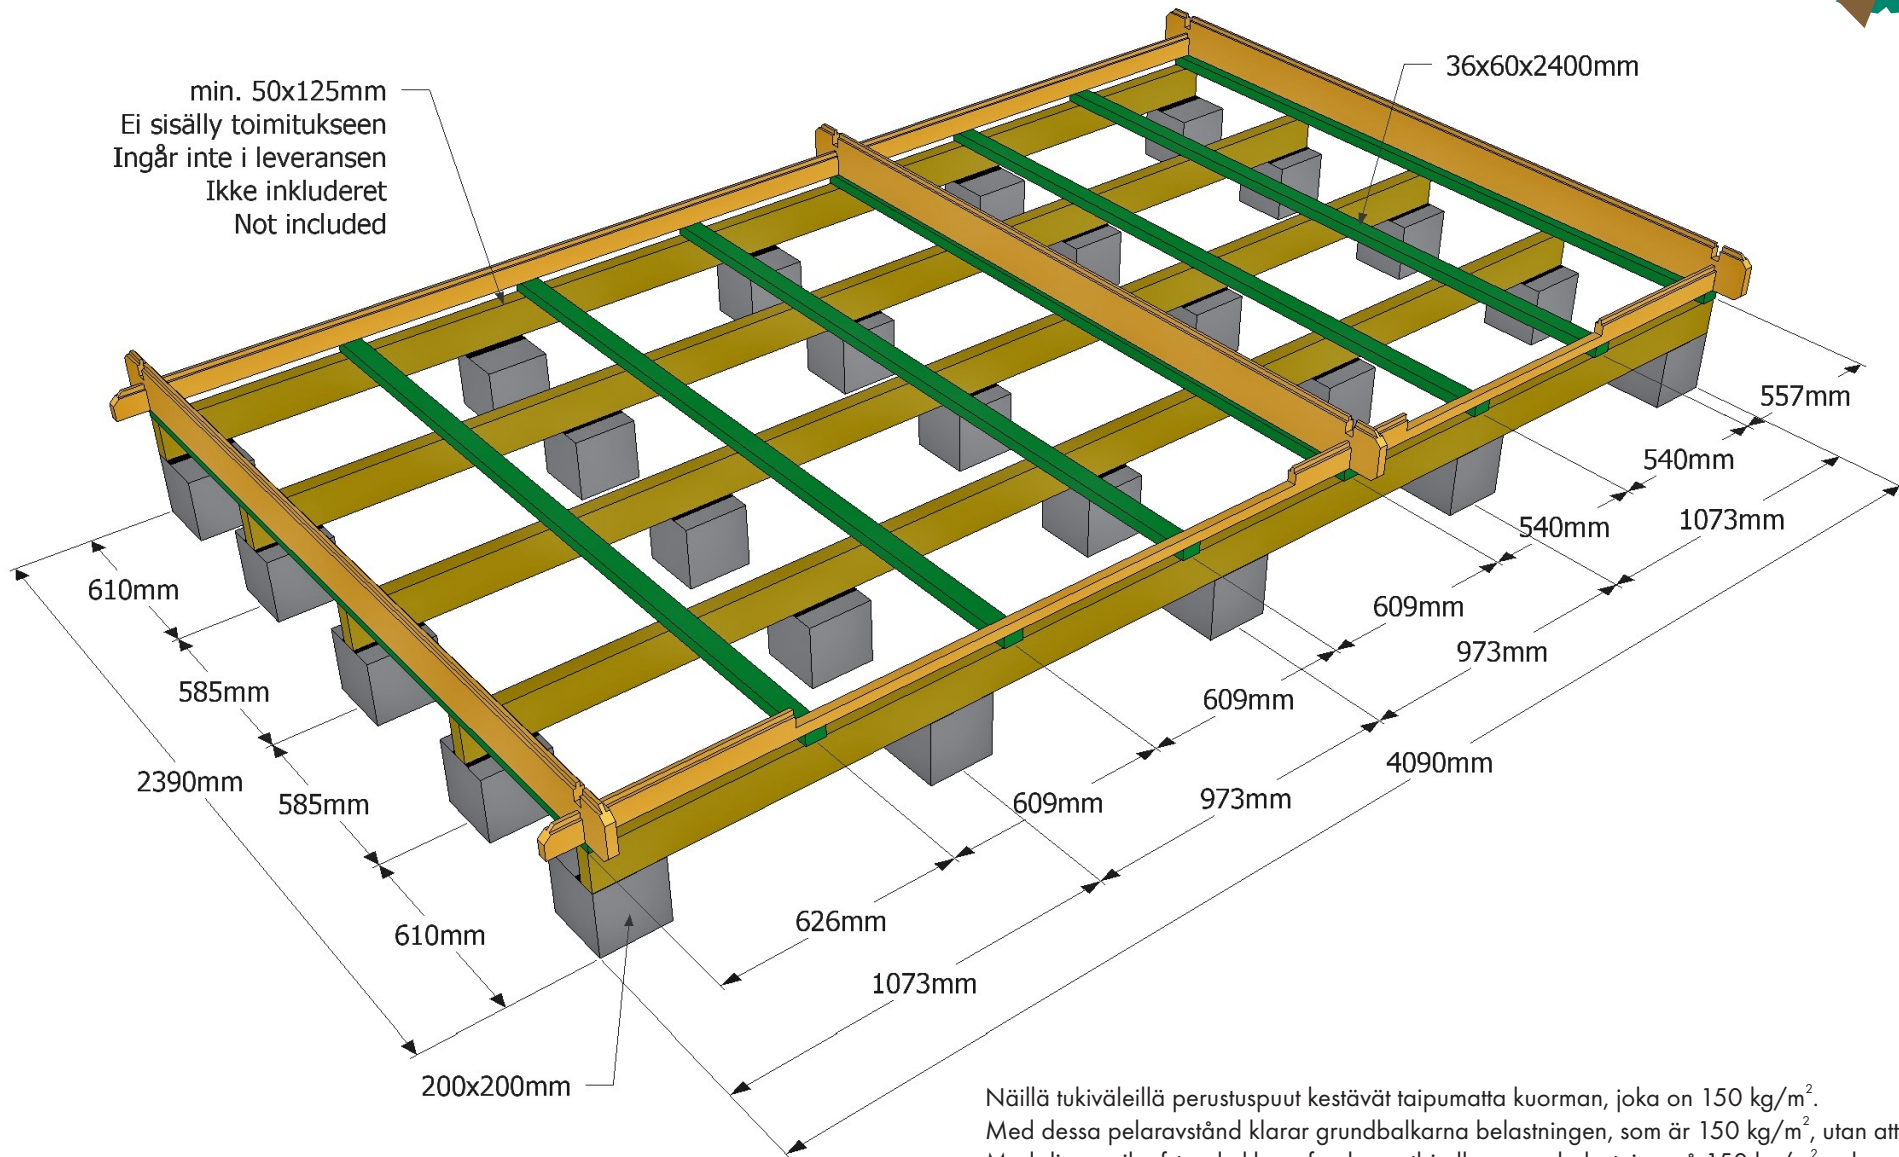 min. 50x125mm
Ei sisälly toimitukseen
Ingår inte i leveransen
Ikke inkluderet
Not included
36x60x2400mm
557mm
540mm
540mm
1073mm
609mm
973mm
609mm
4090mm
609mm
973mm
626mm
1073mm
610mm
585mm
585mm
2390mm
610mm
200x200mm
Näillä tukiväleillä perustuspuut kestävät taipumatta kuorman, joka on 150 kg/m².
Med dessa pelaravstånd klarar grundbalkarna belastningen, som är 150 kg/m², utan att